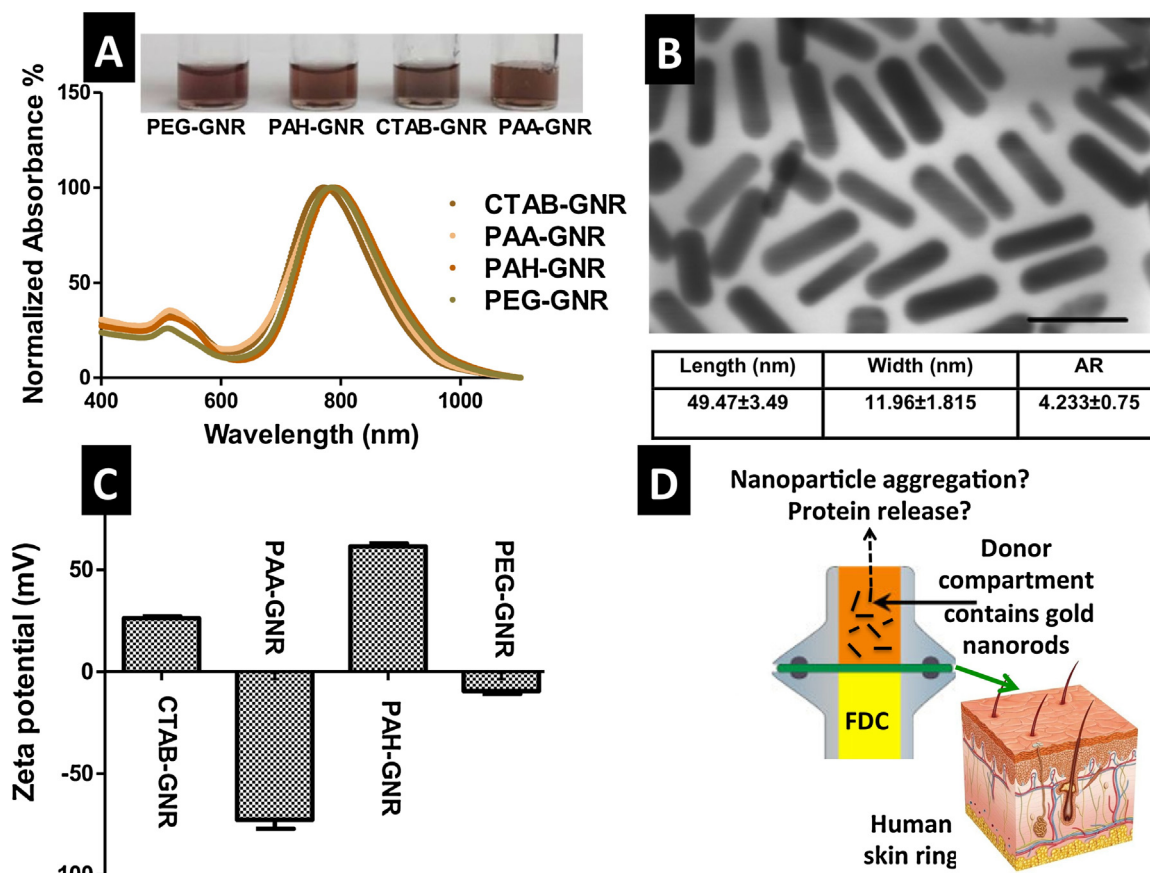 A
PEG-GNR PAH-GNR CTAB-GNR PAA-GNR
Normalized Absorbance %
150
100
50
0
400 600 800 1000
Wavelength (nm)
CTAB-GNR
PAA-GNR
PAH-GNR
PEG-GNR
B
Length (nm) Width (nm) AR
49.47±3.49 11.96±1.815 4.233±0.75
C
Zeta potential (mV)
50
0
-50
100
CTAB-GNR
PAA-GNR
PAH-GNR
PEG-GNR
D
Nanoparticle aggregation?
Protein release?
Donor
compartment
contains gold
nanorods
FDC
Human
skin ring